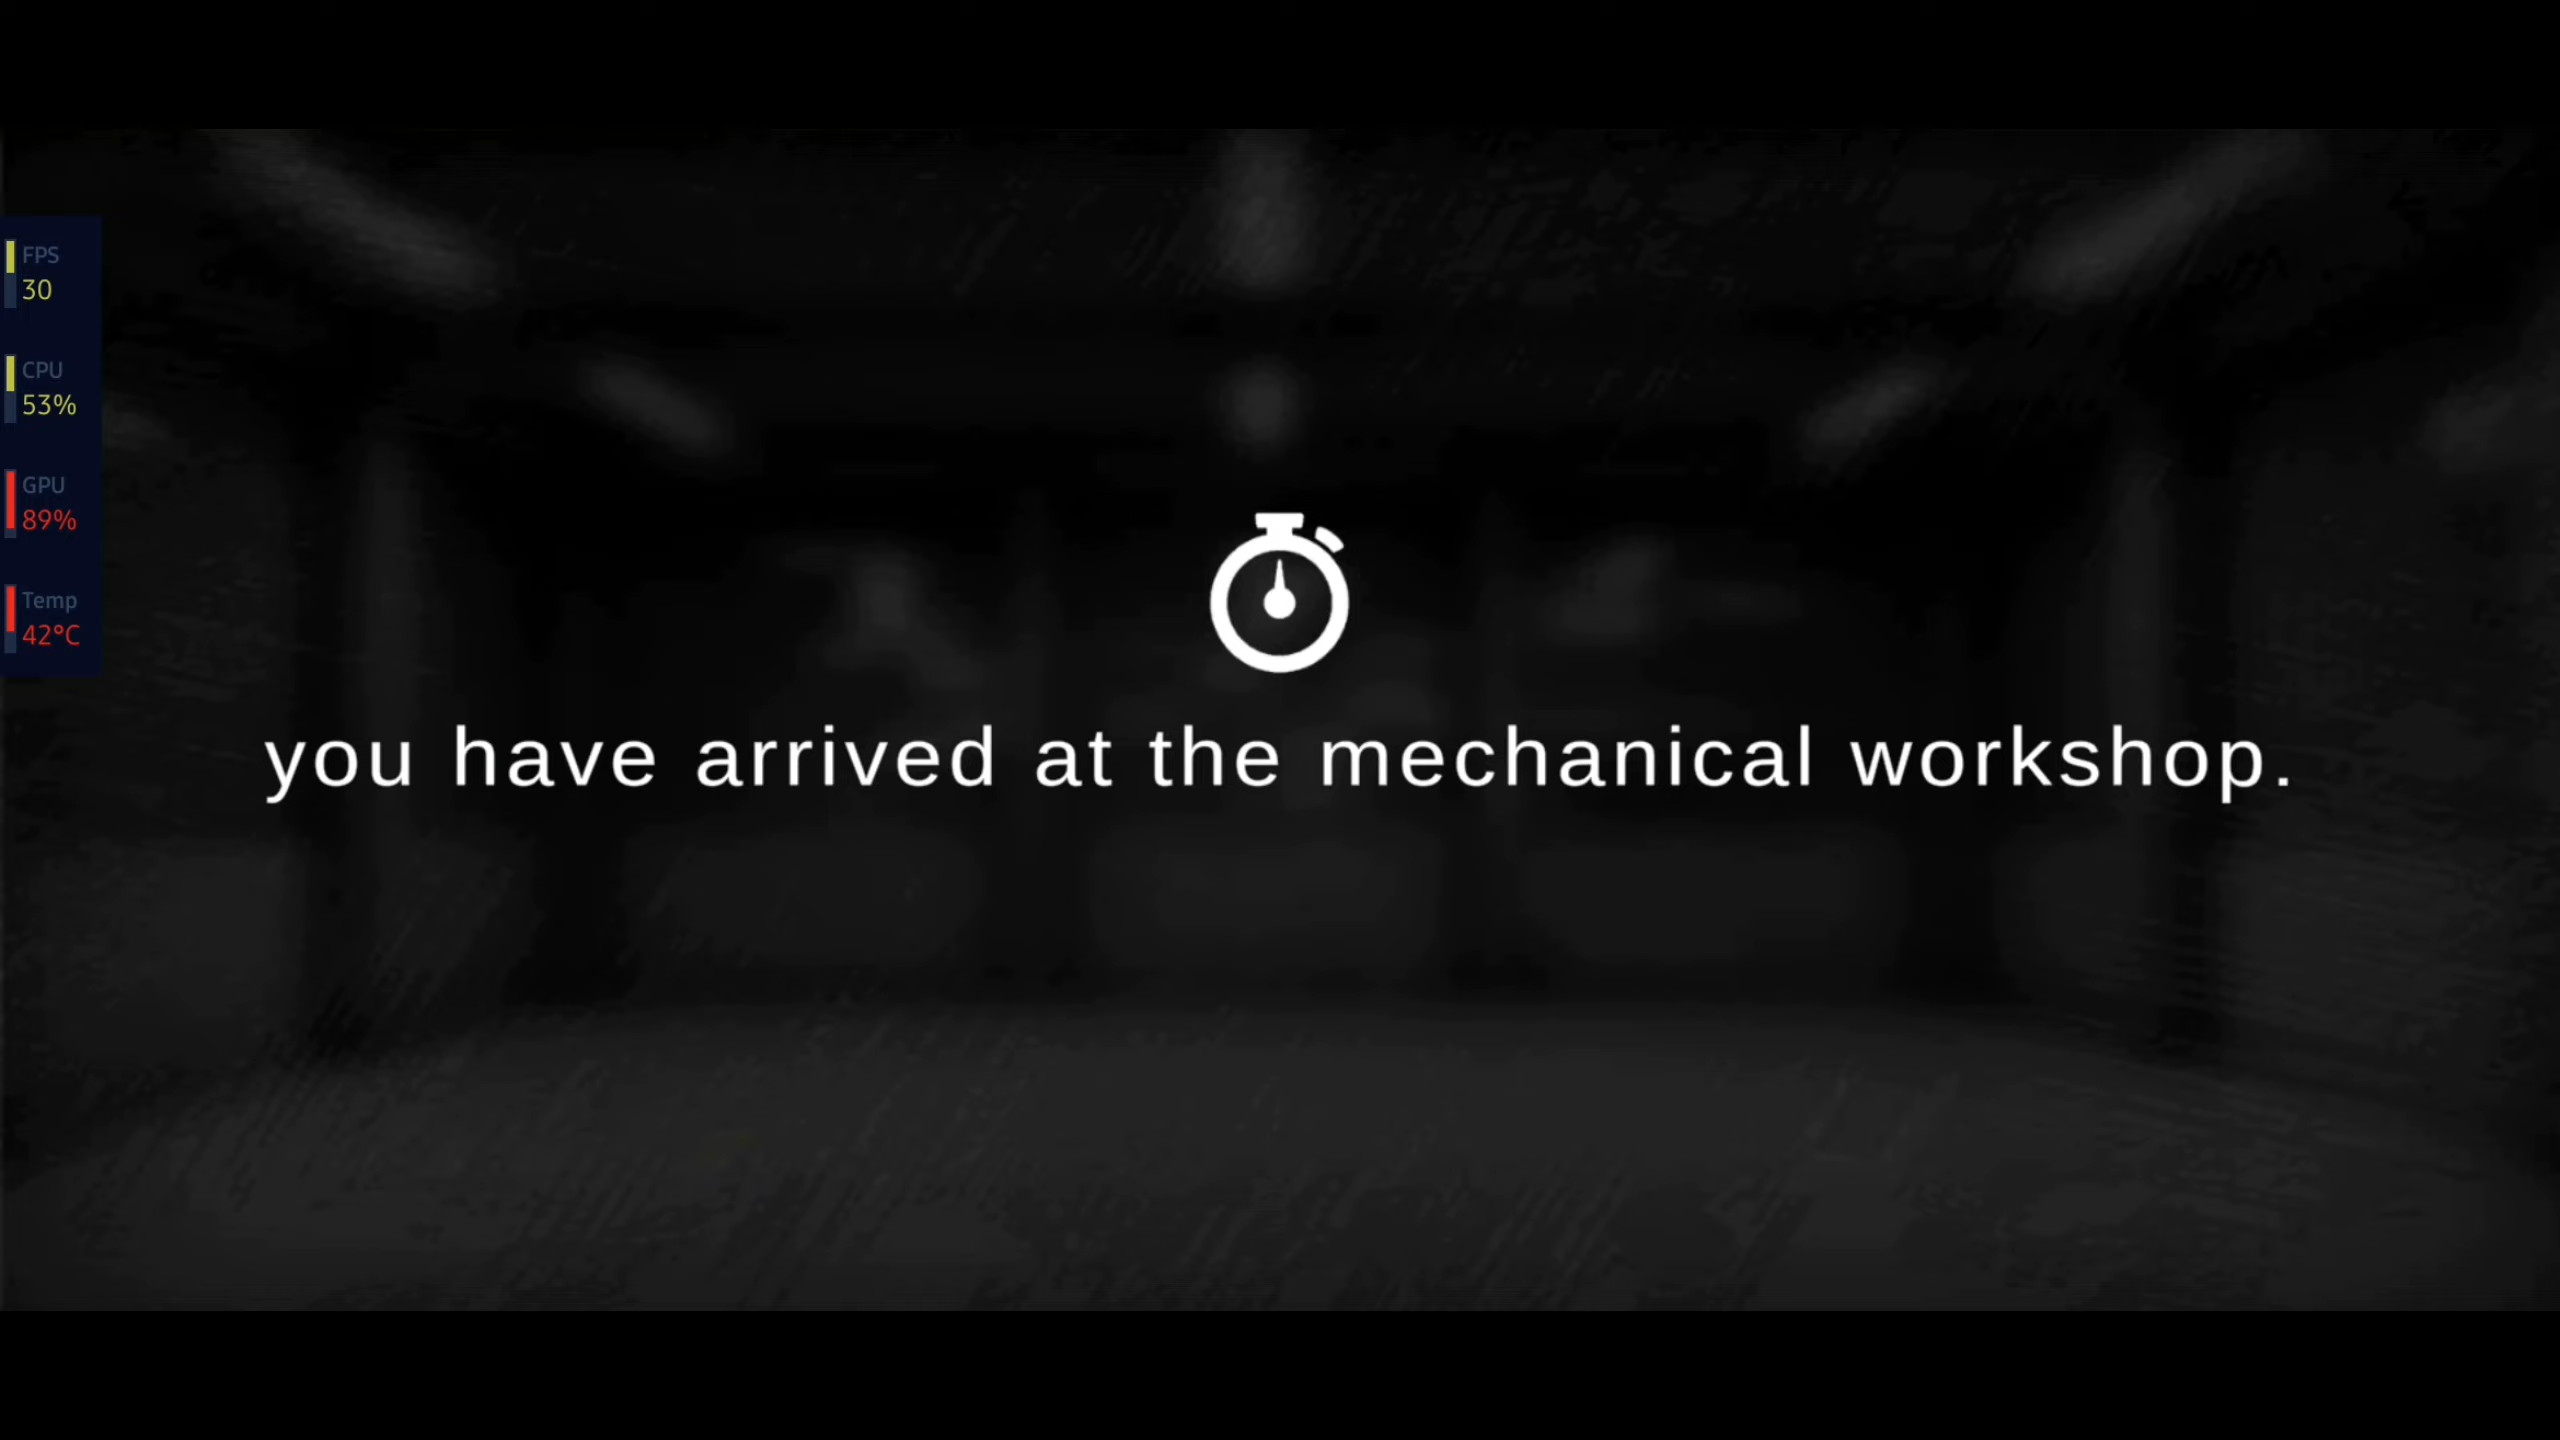 FPS
30
CPU
53%
GPU
89%
Temp
42°C
you have arrived at the mechanical workshop.